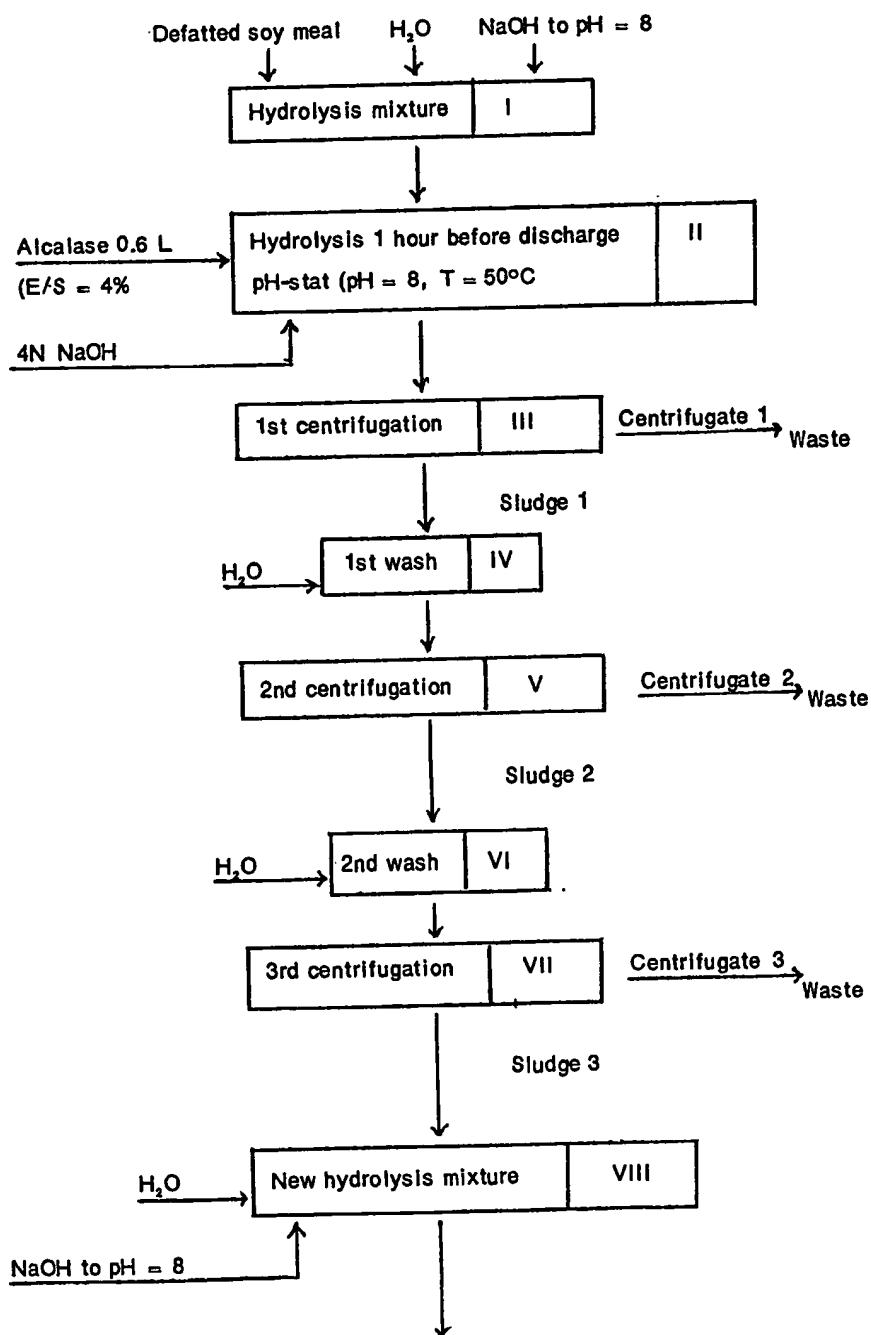 Defatted soy meal
H₂O
NaOH to pH = 8
Hydrolysis mixture
I
Alcalase 0.6 L
(E/S = 4%
Hydrolysis 1 hour before discharge
pH-stat (pH = 8, T = 50°C
II
4N NaOH
1st centrifugation
III
Centrifugate 1
Waste
Sludge 1
H₂O
1st wash
IV
2nd centrifugation
V
Centrifugate 2
Waste
Sludge 2
H₂O
2nd wash
VI
3rd centrifugation
VII
Centrifugate 3
Waste
Sludge 3
H₂O
New hydrolysis mixture
VIII
NaOH to pH = 8